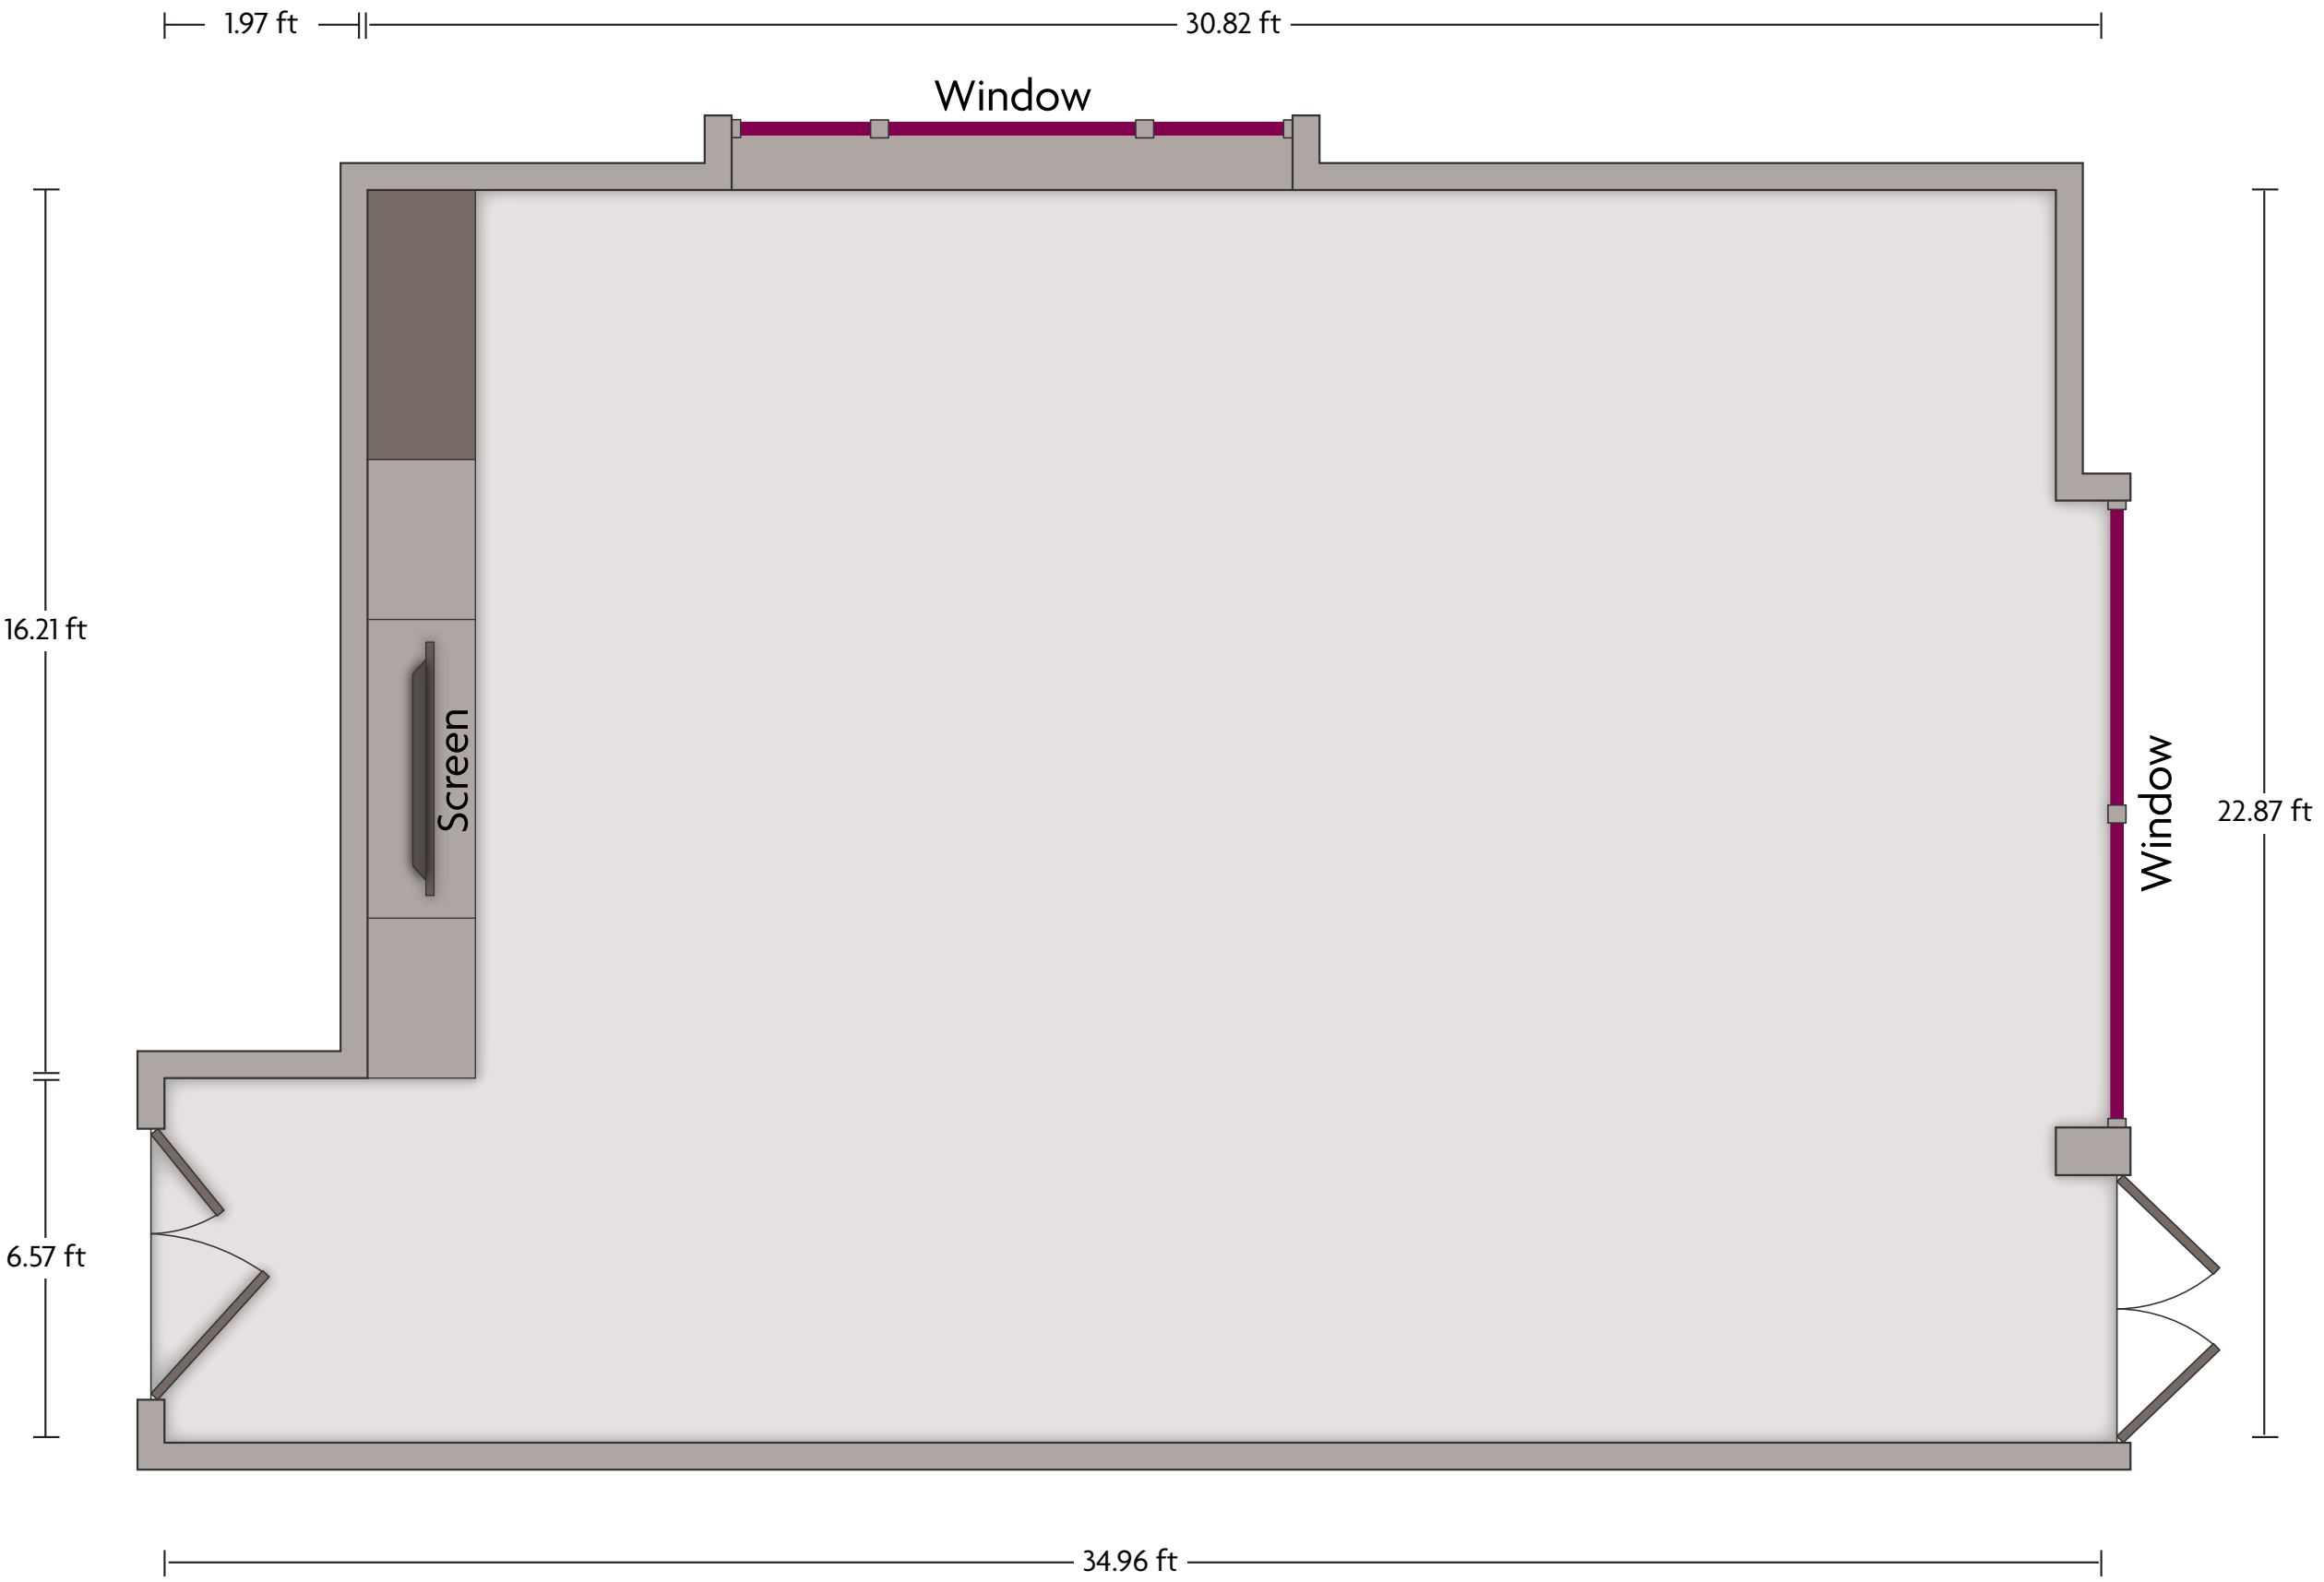 1.97 ft
30.82 ft
Window
16.21 ft
Screen
Window
22.87 ft
6.57 ft
34.96 ft